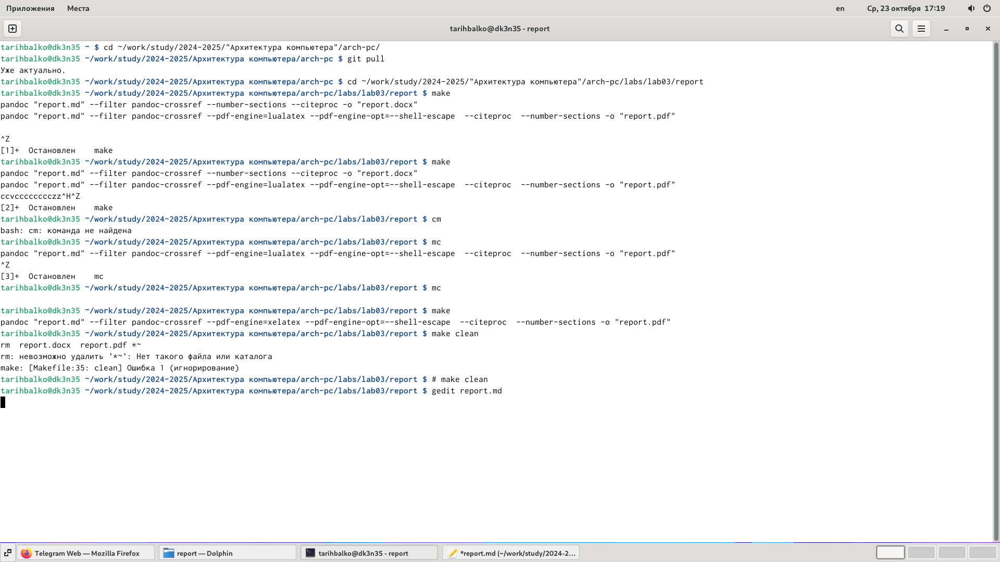 Приложения Места en Ср, 23 октября 17:19
tarihbalko@dk3n35 - report
tarihbalko@dk3n35 ~ $ cd ~/work/study/2024-2025/"Архитектура компьютера"/arch-pc/
tarihbalko@dk3n35 ~/work/study/2024-2025/Архитектура компьютера/arch-pc $ git pull
Уже актуально.
tarihbalko@dk3n35 ~/work/study/2024-2025/Архитектура компьютера/arch-pc $ cd ~/work/study/2024-2025/"Архитектура компьютера"/arch-pc/labs/lab03/report
tarihbalko@dk3n35 ~/work/study/2024-2025/Архитектура компьютера/arch-pc/labs/lab03/report $ make
pandoc "report.md" --filter pandoc-crossref --number-sections --citeproc -o "report.docx"
pandoc "report.md" --filter pandoc-crossref --pdf-engine=lualatex --pdf-engine-opt=--shell-escape  --citeproc  --number-sections -o "report.pdf"
^Z
[1]+  Остановлен    make
tarihbalko@dk3n35 ~/work/study/2024-2025/Архитектура компьютера/arch-pc/labs/lab03/report $ make
pandoc "report.md" --filter pandoc-crossref --number-sections --citeproc -o "report.docx"
pandoc "report.md" --filter pandoc-crossref --pdf-engine=lualatex --pdf-engine-opt=--shell-escape  --citeproc  --number-sections -o "report.pdf"
ccvccccccccczz^H^Z
[2]+  Остановлен    make
tarihbalko@dk3n35 ~/work/study/2024-2025/Архитектура компьютера/arch-pc/labs/lab03/report $ cm
bash: cm: команда не найдена
tarihbalko@dk3n35 ~/work/study/2024-2025/Архитектура компьютера/arch-pc/labs/lab03/report $ mc
pandoc "report.md" --filter pandoc-crossref --pdf-engine=lualatex --pdf-engine-opt=--shell-escape  --citeproc  --number-sections -o "report.pdf"
^Z
[3]+  Остановлен    mc
tarihbalko@dk3n35 ~/work/study/2024-2025/Архитектура компьютера/arch-pc/labs/lab03/report $ mc
tarihbalko@dk3n35 ~/work/study/2024-2025/Архитектура компьютера/arch-pc/labs/lab03/report $ make
pandoc "report.md" --filter pandoc-crossref --pdf-engine=xelatex --pdf-engine-opt=--shell-escape  --citeproc  --number-sections -o "report.pdf"
tarihbalko@dk3n35 ~/work/study/2024-2025/Архитектура компьютера/arch-pc/labs/lab03/report $ make clean
rm  report.docx  report.pdf *~
rm: невозможно удалить '*~': Нет такого файла или каталога
make: [Makefile:35: clean] Ошибка 1 (игнорирование)
tarihbalko@dk3n35 ~/work/study/2024-2025/Архитектура компьютера/arch-pc/labs/lab03/report $ # make clean
tarihbalko@dk3n35 ~/work/study/2024-2025/Архитектура компьютера/arch-pc/labs/lab03/report $ gedit report.md
Telegram Web — Mozilla Firefox report — Dolphin tarihbalko@dk3n35 - report *report.md (~/work/study/2024-2...